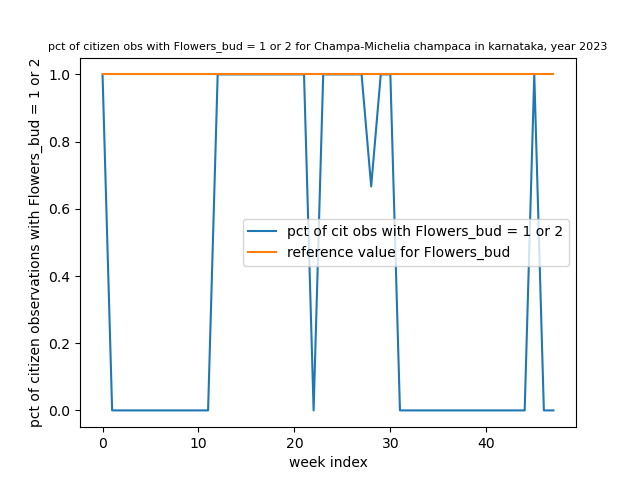 pct of citizen obs with Flowers_bud = 1 or 2 for Champa-Michelia champaca in karnataka, year 2023
pct of citizen observations with Flowers_bud = 1 or 2
1.0
0.8
0.6
0.4
0.2
0.0
pct of cit obs with Flowers_bud = 1 or 2
reference value for Flowers_bud
0 10 20 30 40
week index